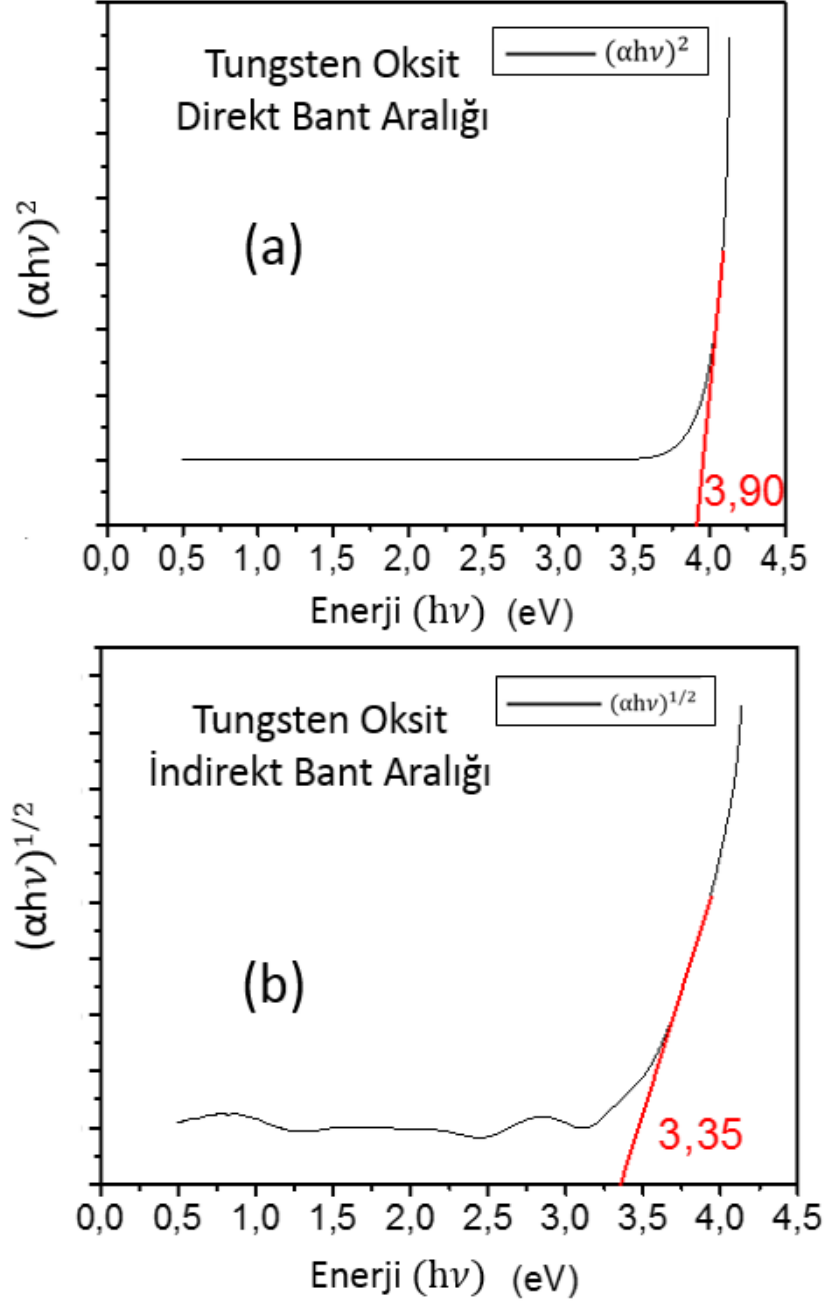 Tungsten Oksit
Direkt Bant Aralığı
(αhν)²
(a)
(αhν)²
3,90
0,0 0,5 1,0 1,5 2,0 2,5 3,0 3,5 4,0 4,5
Enerji (hν) (eV)
Tungsten Oksit
İndirekt Bant Aralığı
(αhν)^1/2
(b)
(αhν)^1/2
3,35
0,0 0,5 1,0 1,5 2,0 2,5 3,0 3,5 4,0 4,5
Enerji (hν) (eV)